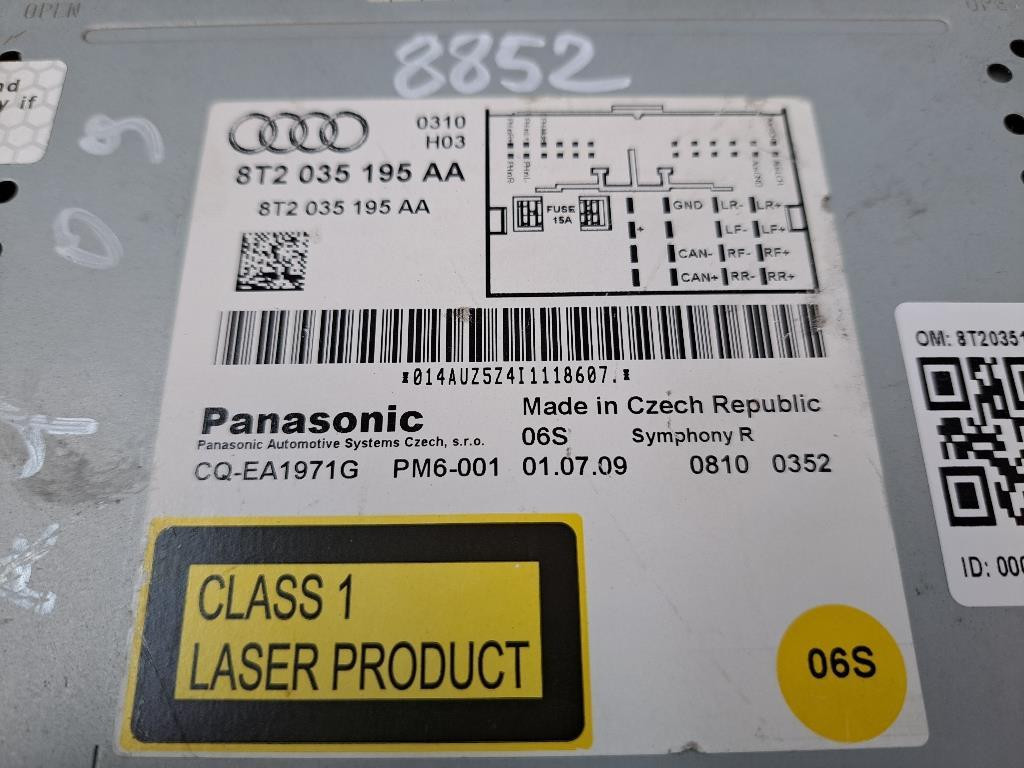 OPEN
8852
y if
0310
H03
8T2 035 195 AA
8T2 035 195 AA
FUSE
15A
+
GND LR- LR+
LF- LF+
CAN- RF- RF+
CAN+ RR- RR+
*014AUZ5Z4I1118607.*
Panasonic
Panasonic Automotive Systems Czech, s.r.o.
Made in Czech Republic
06S Symphony R
CQ-EA1971G PM6-001 01.07.09 0810 0352
CLASS 1
LASER PRODUCT
06S
OM: 8T20351
ID: 000